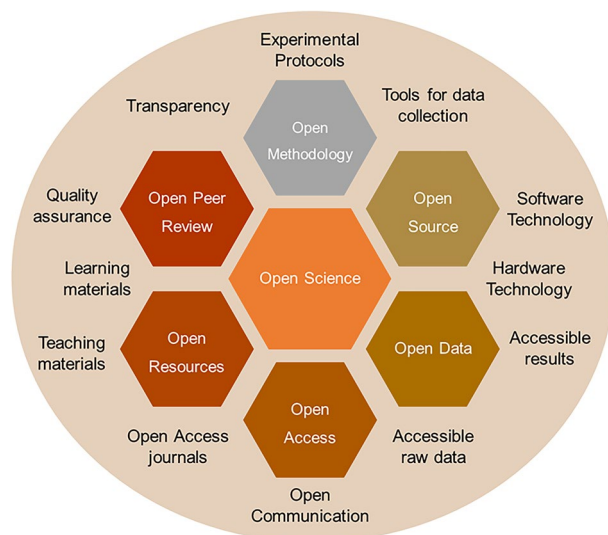 Experimental
Protocols
Transparency
Tools for data
collection
Open
Methodology
Quality
assurance
Open Peer
Review
Open
Source
Software
Technology
Learning
materials
Open Science
Hardware
Technology
Teaching
materials
Open
Resources
Open Data
Accessible
results
Open Access
journals
Open
Access
Accessible
raw data
Open
Communication